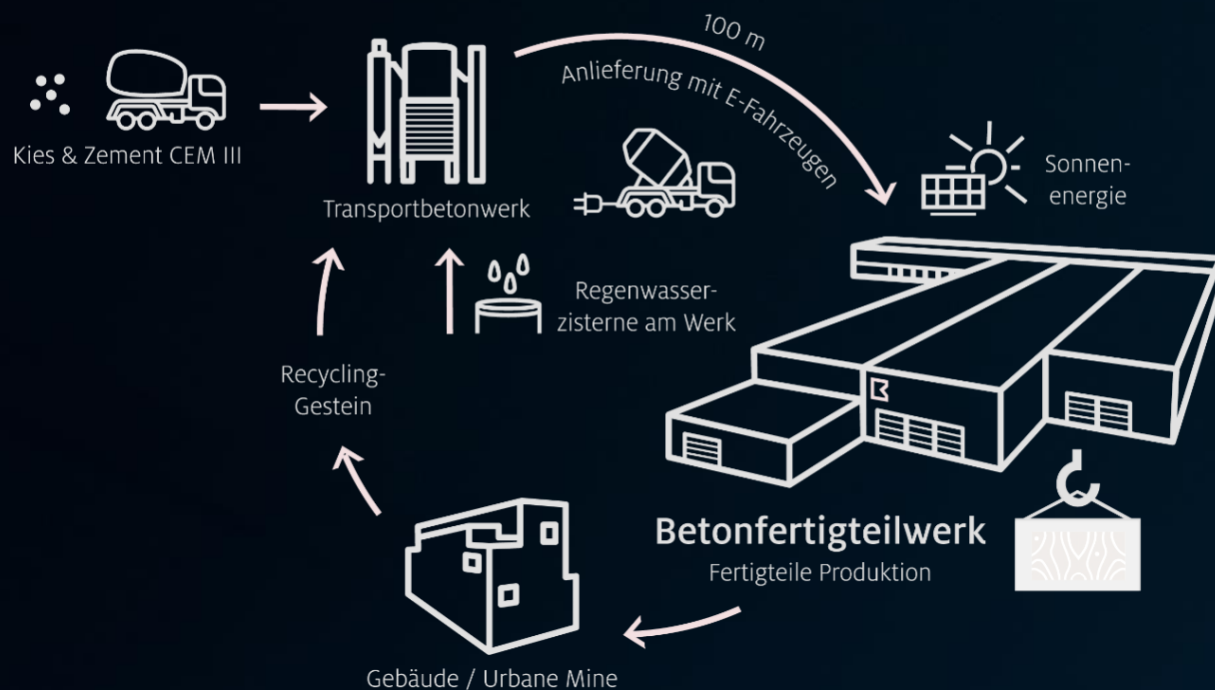 100 m
Anlieferung mit E-Fahrzeugen
Kies & Zement CEM III
Transportbetonwerk
Sonnen-
energie
Regenwasser-
zisterne am Werk
Recycling-
Gestein
Betonfertigteilwerk
Fertigteile Produktion
Gebäude / Urbane Mine